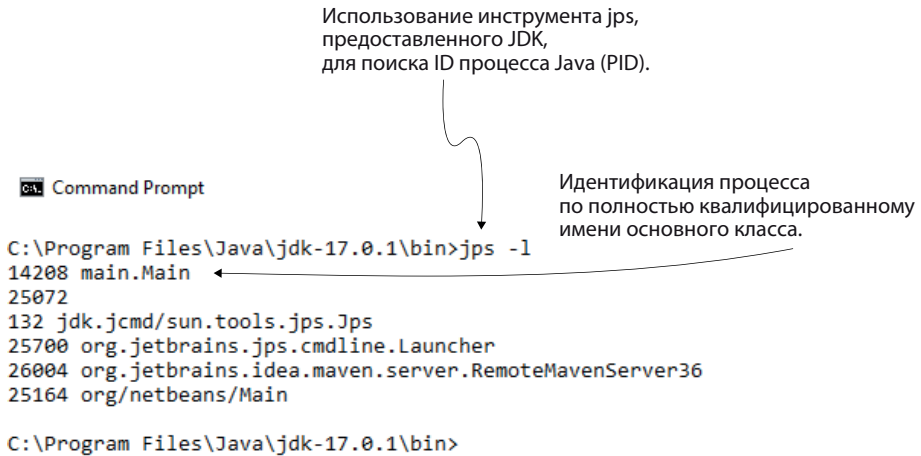 Использование инструмента jps,
предоставленного JDK,
для поиска ID процесса Java (PID).
Command Prompt
Идентификация процесса
по полностью квалифицированному
имени основного класса.
C:\Program Files\Java\jdk-17.0.1\bin>jps -l
14208 main.Main
25072
132 jdk.jcmd/sun.tools.jps.Jps
25700 org.jetbrains.jps.cmdline.Launcher
26004 org.jetbrains.idea.maven.server.RemoteMavenServer36
25164 org/netbeans/Main
C:\Program Files\Java\jdk-17.0.1\bin>